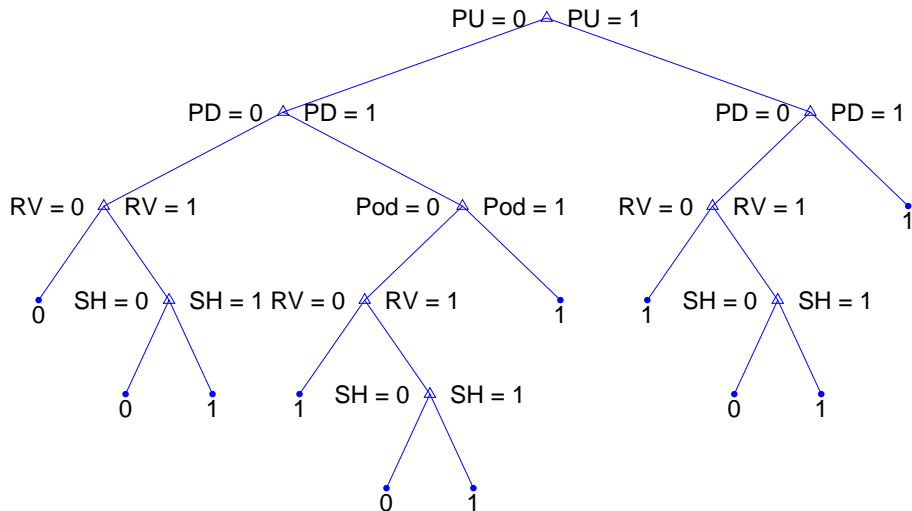 PU = 0 PU = 1
PD = 0 PD = 1 PD = 0 PD = 1
RV = 0 RV = 1 Pod = 0 Pod = 1 RV = 0 RV = 1 1
0 SH = 0 SH = 1 RV = 0 RV = 1 1 1 SH = 0 SH = 1
0 1 1 SH = 0 SH = 1 0 1
0 1